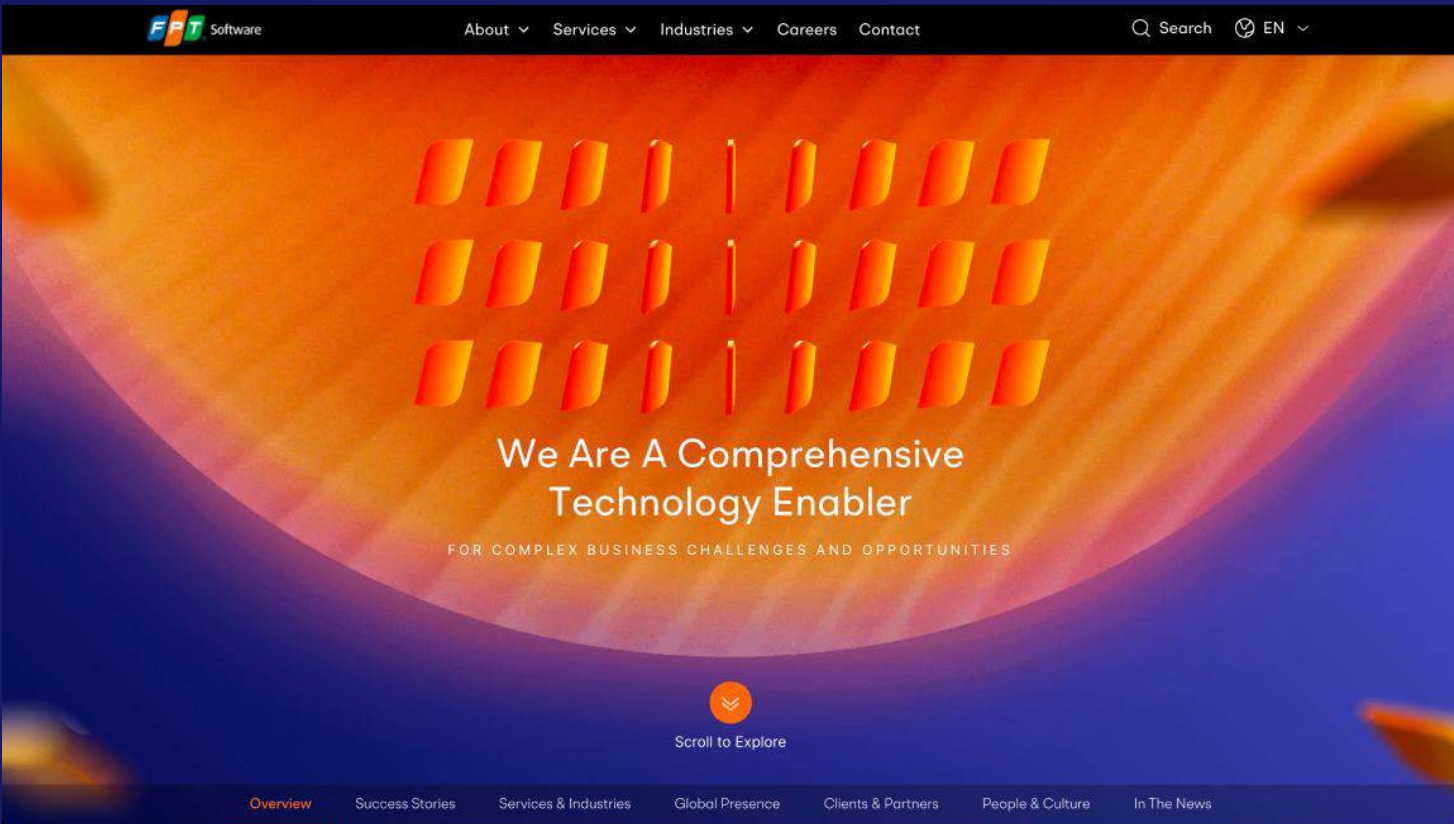 FPT Software
About
Services
Industries
Careers
Contact
Search
EN
We Are A Comprehensive
Technology Enabler
FOR COMPLEX BUSINESS CHALLENGES AND OPPORTUNITIES
Scroll to Explore
Overview
Success Stories
Services & Industries
Global Presence
Clients & Partners
People & Culture
In The News